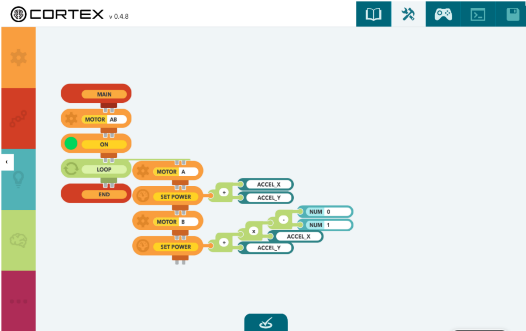 CORTEX v 0.4.8
MAIN
MOTOR AB
ON
LOOP
END
MOTOR A
SET POWER
ACCEL_X
ACCEL_Y
MOTOR B
SET POWER
NUM 0
NUM 1
ACCEL_X
ACCEL_Y